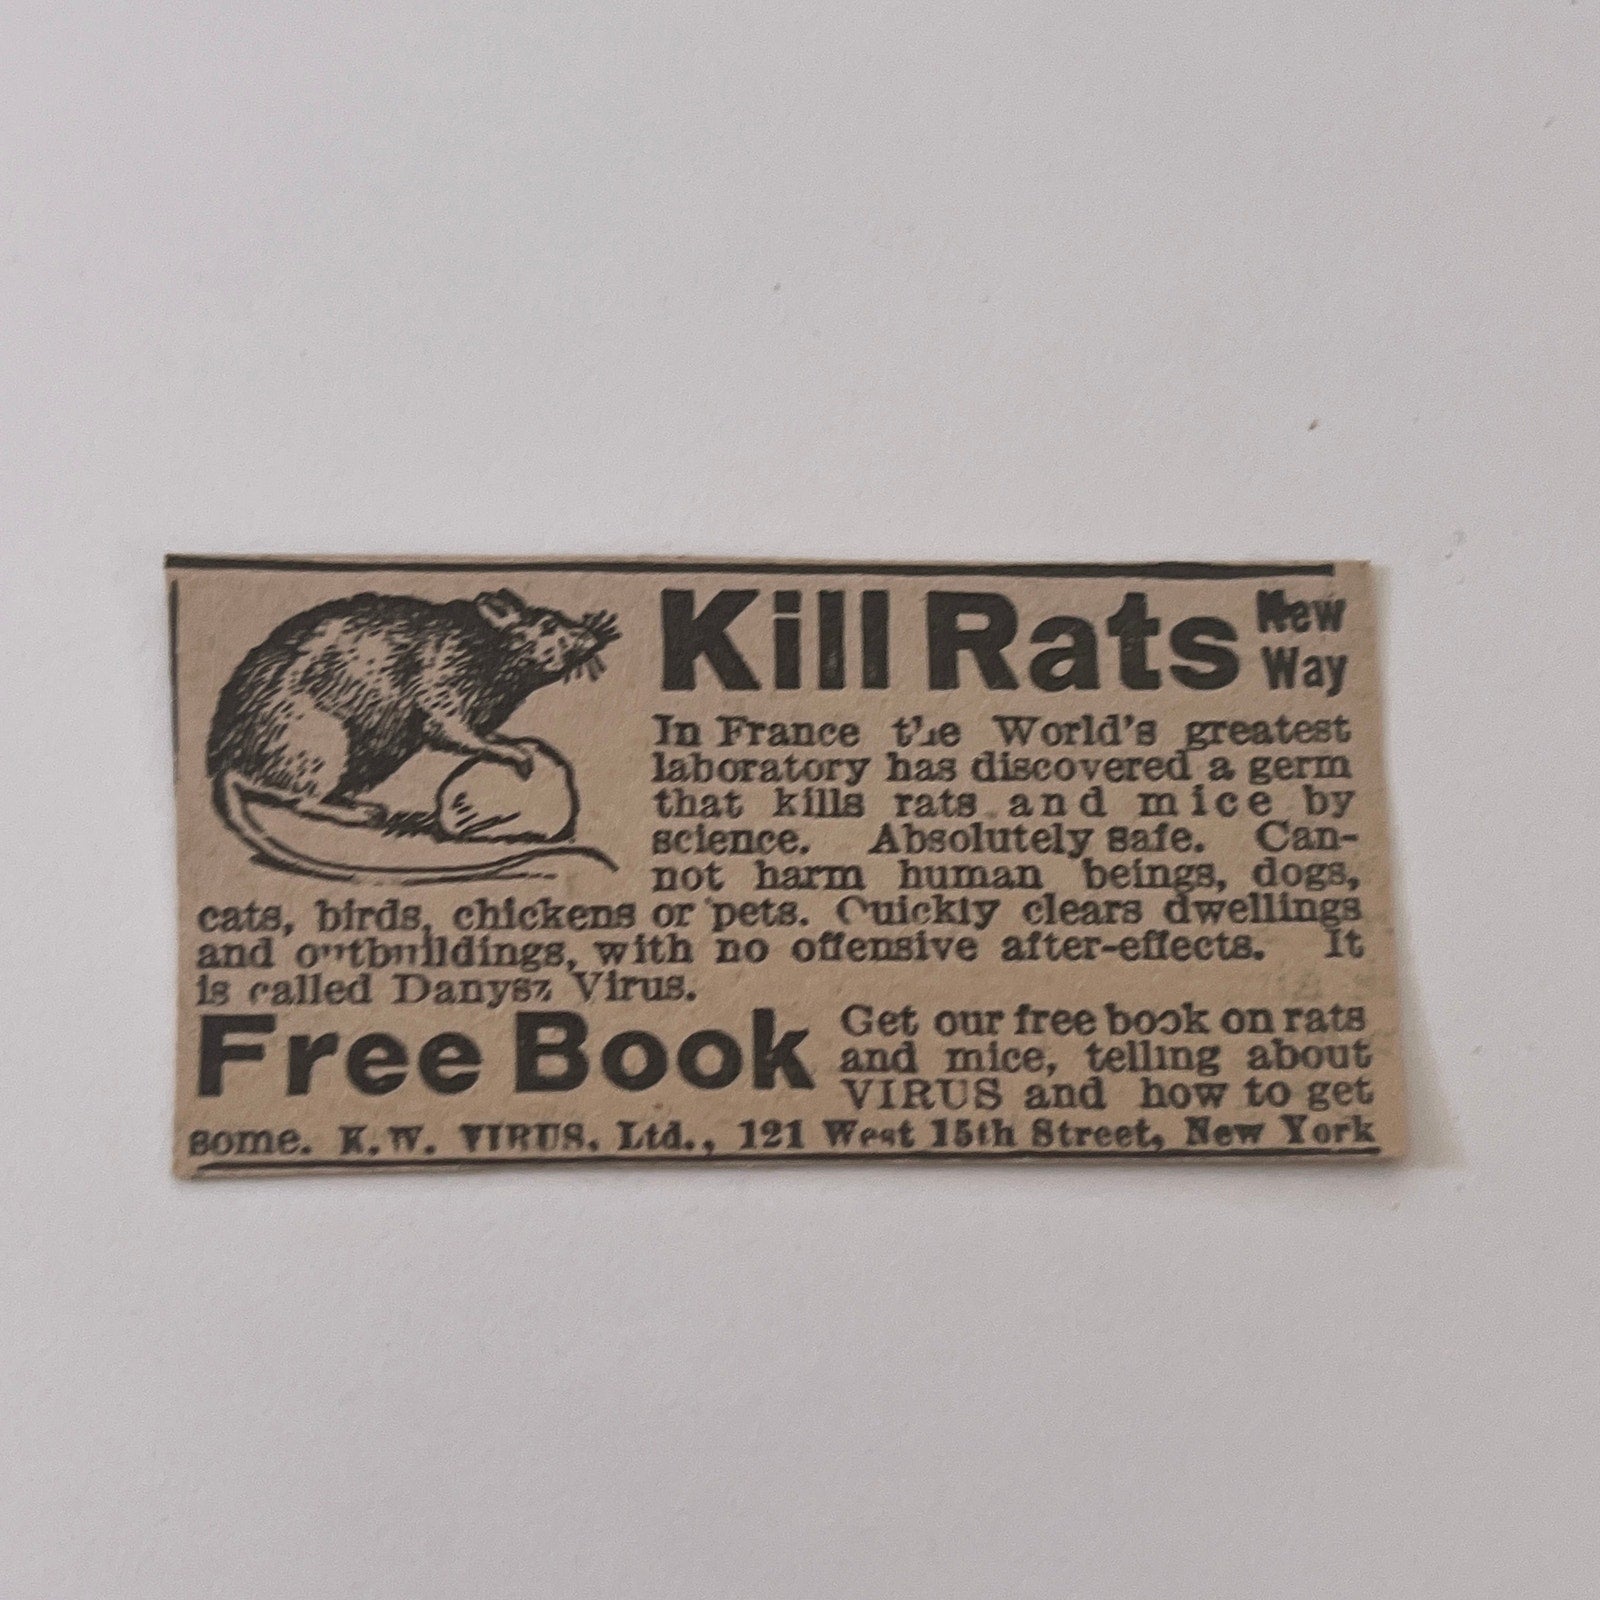 Kill Rats New Way
In France the World's greatest
laboratory has discovered a germ
that kills rats and mice by
science. Absolutely safe. Can-
not harm human beings, dogs,
cats, birds, chickens or pets. Quickly clears dwellings
and outbuildings, with no offensive after-effects. It
is called Danysz Virus.
Free Book
Get our free book on rats
and mice, telling about
VIRUS and how to get
some. K.W. VIRUS, Ltd., 121 West 15th Street, New York